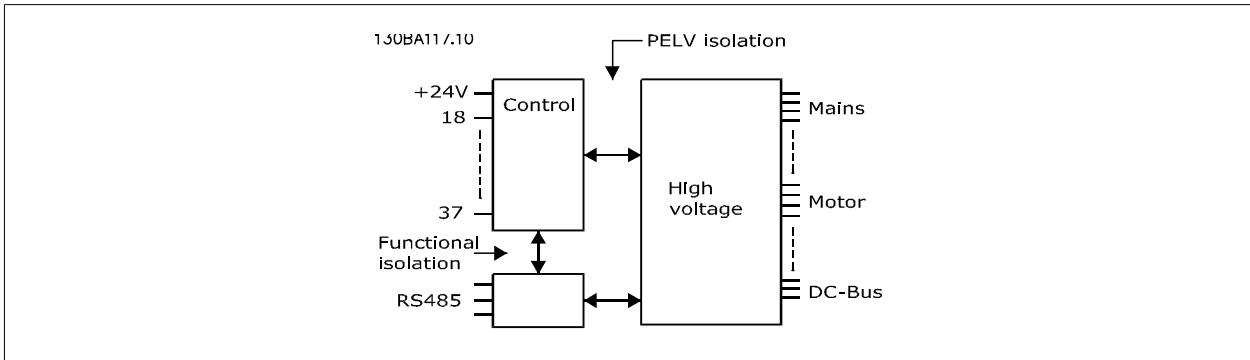 130BA117.10
PELV isolation
+24V
Control
18
Mains
High
voltage
Motor
37
Functional
isolation
RS485
DC-Bus